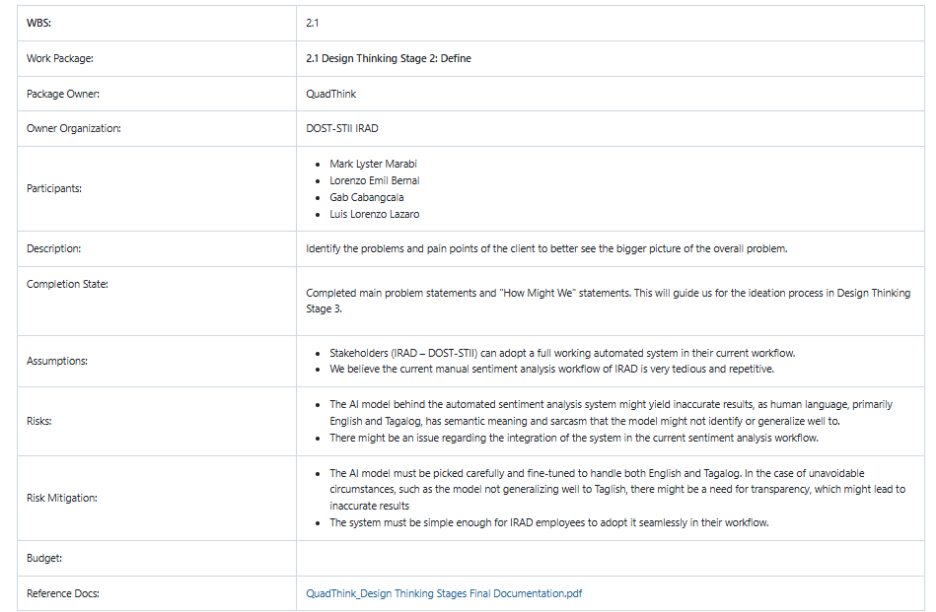 WBS:
2.1
Work Package:
2.1 Design Thinking Stage 2: Define
Package Owner:
QuadThink
Owner Organization:
DOST-STII IRAD
Participants:
• Mark Lyster Marabi
• Lorenzo Emil Bernal
• Gab Cabangcala
• Luis Lorenzo Lazaro
Description:
Identify the problems and pain points of the client to better see the bigger picture of the overall problem.
Completion State:
Completed main problem statements and "How Might We" statements. This will guide us for the ideation process in Design Thinking
Stage 3.
Assumptions:
• Stakeholders (IRAD – DOST-STII) can adopt a full working automated system in their current workflow.
• We believe the current manual sentiment analysis workflow of IRAD is very tedious and repetitive.
Risks:
• The AI model behind the automated sentiment analysis system might yield inaccurate results, as human language, primarily
English and Tagalog, has semantic meaning and sarcasm that the model might not identify or generalize well to.
• There might be an issue regarding the integration of the system in the current sentiment analysis workflow.
Risk Mitigation:
• The AI model must be picked carefully and fine-tuned to handle both English and Tagalog. In the case of unavoidable
circumstances, such as the model not generalizing well to Taglish, there might be a need for transparency, which might lead to
inaccurate results
• The system must be simple enough for IRAD employees to adopt it seamlessly in their workflow.
Budget:
Reference Docs:
QuadThink_Design Thinking Stages Final Documentation.pdf